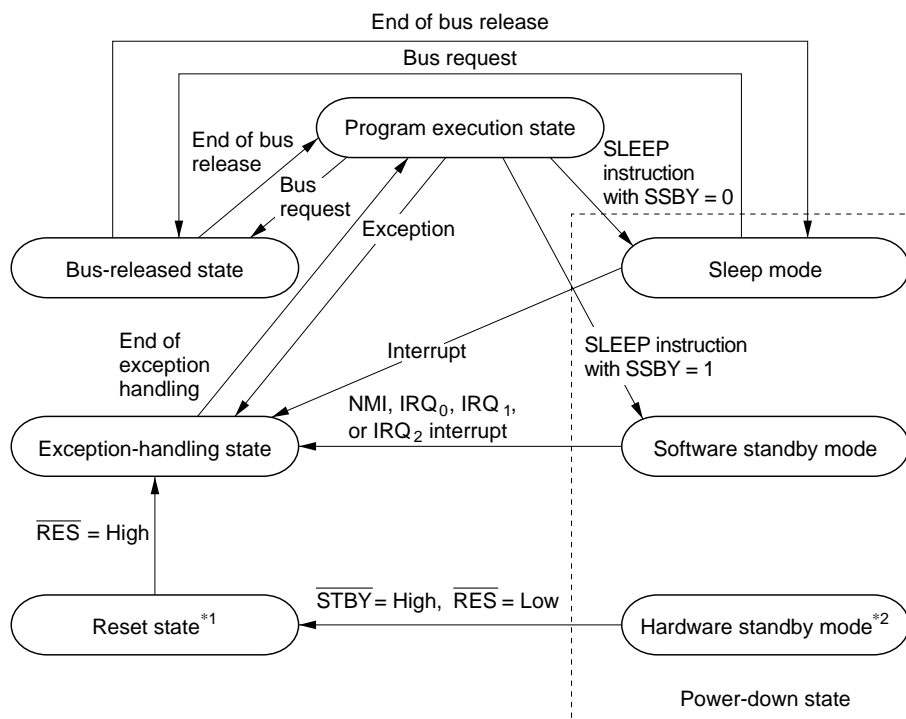 End of bus release
Bus request
Program execution state
End of bus
release
Bus
request
Exception
SLEEP
instruction
with SSBY = 0
Bus-released state
Sleep mode
End of
exception
handling
Interrupt
SLEEP instruction
with SSBY = 1
NMI, IRQ0, IRQ1,
or IRQ2 interrupt
Exception-handling state
Software standby mode
RES = High
STBY = High, RES = Low
Reset state*1
Hardware standby mode*2
Power-down state